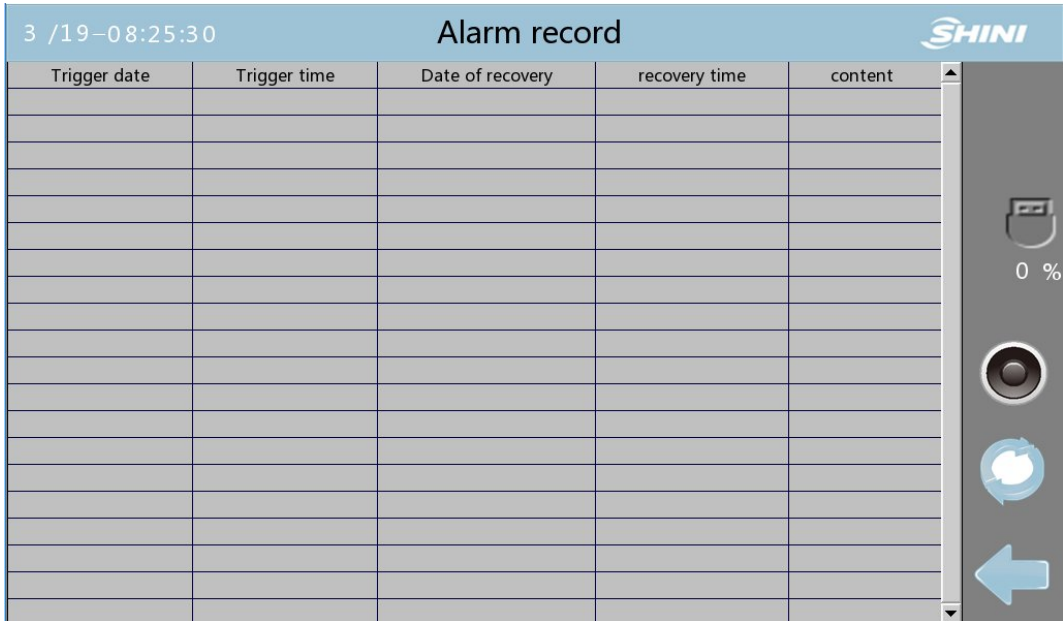 3 /19-08:25:30 Alarm record SHINI
Trigger date Trigger time Date of recovery recovery time content
0 %